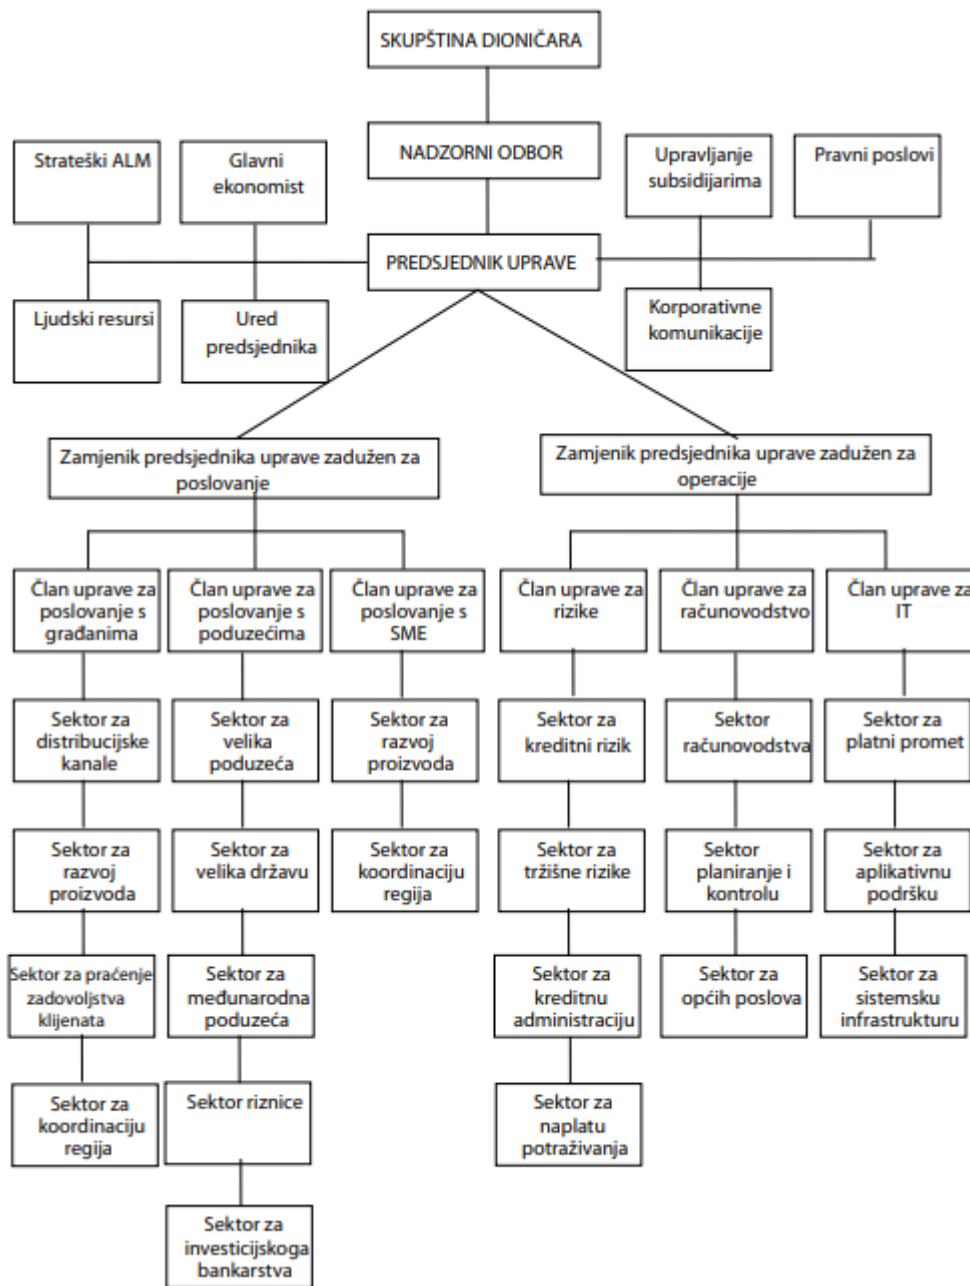 SKUPŠTINA DIONIČARA
Strateški ALM
Glavni
ekonomist
NADZORNI ODBOR
Upravljanje
subsidijarima
Pravni poslovi
PREDSJEDNIK UPRAVE
Ljudski resursi
Ured
predsjednika
Korporativne
komunikacije
Zamjenik predsjednika uprave zadužen za
poslovanje
Zamjenik predsjednika uprave zadužen za
operacije
Član uprave za
poslovanje s
građanima
Član uprave za
poslovanje s
poduzećima
Član uprave za
poslovanje s
SME
Član uprave za
rizike
Član uprave za
računovodstvo
Član uprave za
IT
Sektor za
distribucijske
kanale
Sektor za
velika
poduzeća
Sektor za
razvoj
proizvoda
Sektor za
kreditni rizik
Sektor
računovodstva
Sektor za
platni promet
Sektor za
razvoj
proizvoda
Sektor za
velika državu
Sektor za
koordinaciju
regija
Sektor za
tržišne rizike
Sektor
planiranje i
kontrolu
Sektor za
aplikativnu
podršku
Sektor za praćenje
zadovoljstva
klijenata
Sektor za
međunarodna
poduzeća
Sektor za
kreditnu
administraciju
Sektor za
općih poslova
Sektor za
sistemsku
infrastrukturu
Sektor za
koordinaciju
regija
Sektor riznice
Sektor za
naplatu
potraživanja
Sektor za
investicijskoga
bankarstva